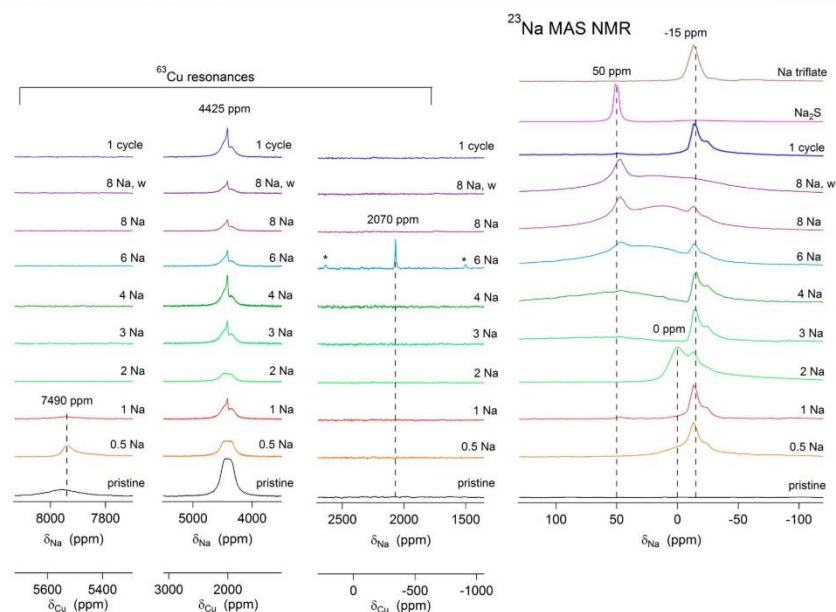 ²³Na MAS NMR
-15 ppm
⁶³Cu resonances
50 ppm
Na triflate
4425 ppm
Na₂S
1 cycle
1 cycle
1 cycle
1 cycle
8 Na, w
8 Na, w
8 Na, w
8 Na, w
2070 ppm
8 Na
8 Na
8 Na
8 Na
*
*
6 Na
6 Na
6 Na
6 Na
4 Na
4 Na
4 Na
4 Na
3 Na
3 Na
3 Na
3 Na
0 ppm
2 Na
2 Na
2 Na
2 Na
7490 ppm
1 Na
1 Na
1 Na
1 Na
0.5 Na
0.5 Na
0.5 Na
0.5 Na
pristine
pristine
pristine
pristine
8000 7800
5000 4000
2500 2000 1500
100 50 0 -50 -100
δNa (ppm)
δNa (ppm)
δNa (ppm)
δNa (ppm)
5600 5400
3000 2000 1000
0 -500 -1000
δCu (ppm)
δCu (ppm)
δCu (ppm)